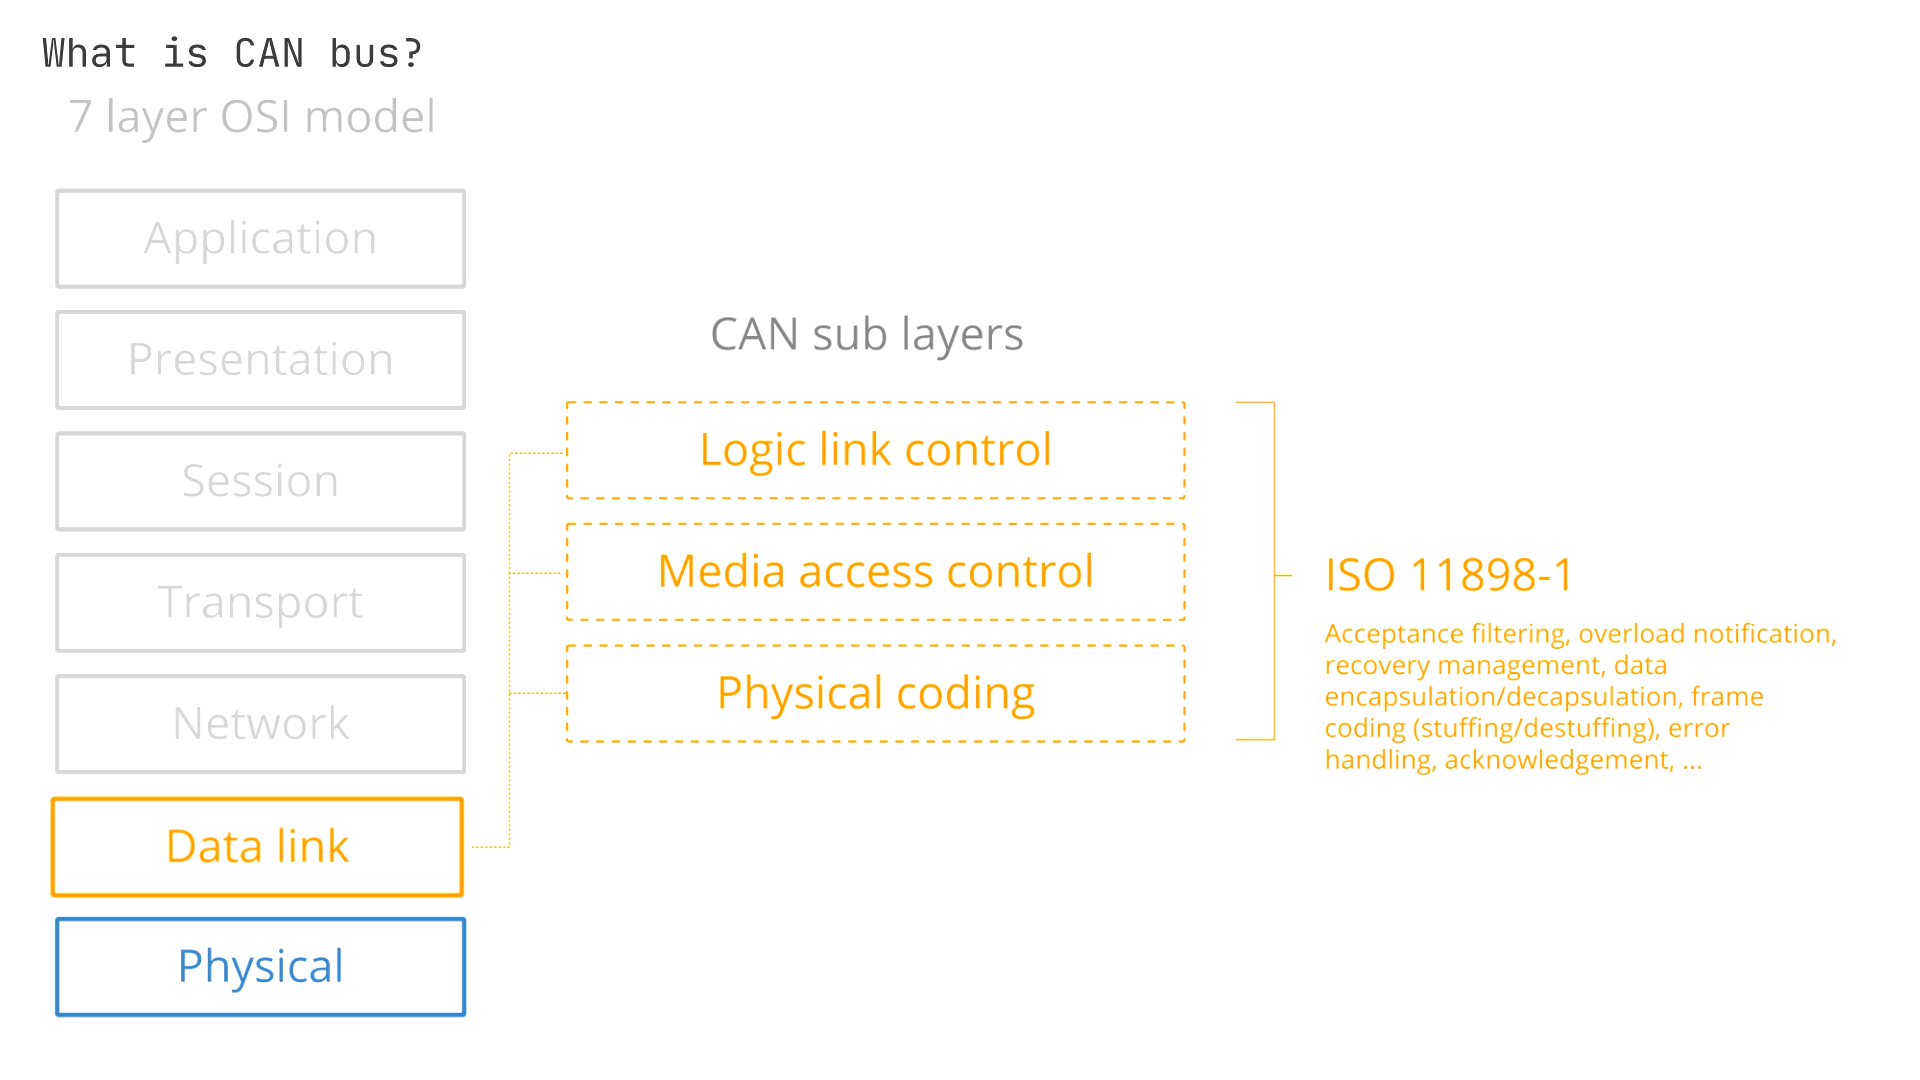 What is CAN bus?
7 layer OSI model
Application
Presentation
Session
Transport
Network
Data link
Physical
CAN sub layers
Logic link control
Media access control
Physical coding
ISO 11898-1
Acceptance filtering, overload notification,
recovery management, data
encapsulation/decapsulation, frame
coding (stuffing/destuffing), error
handling, acknowledgement, ...